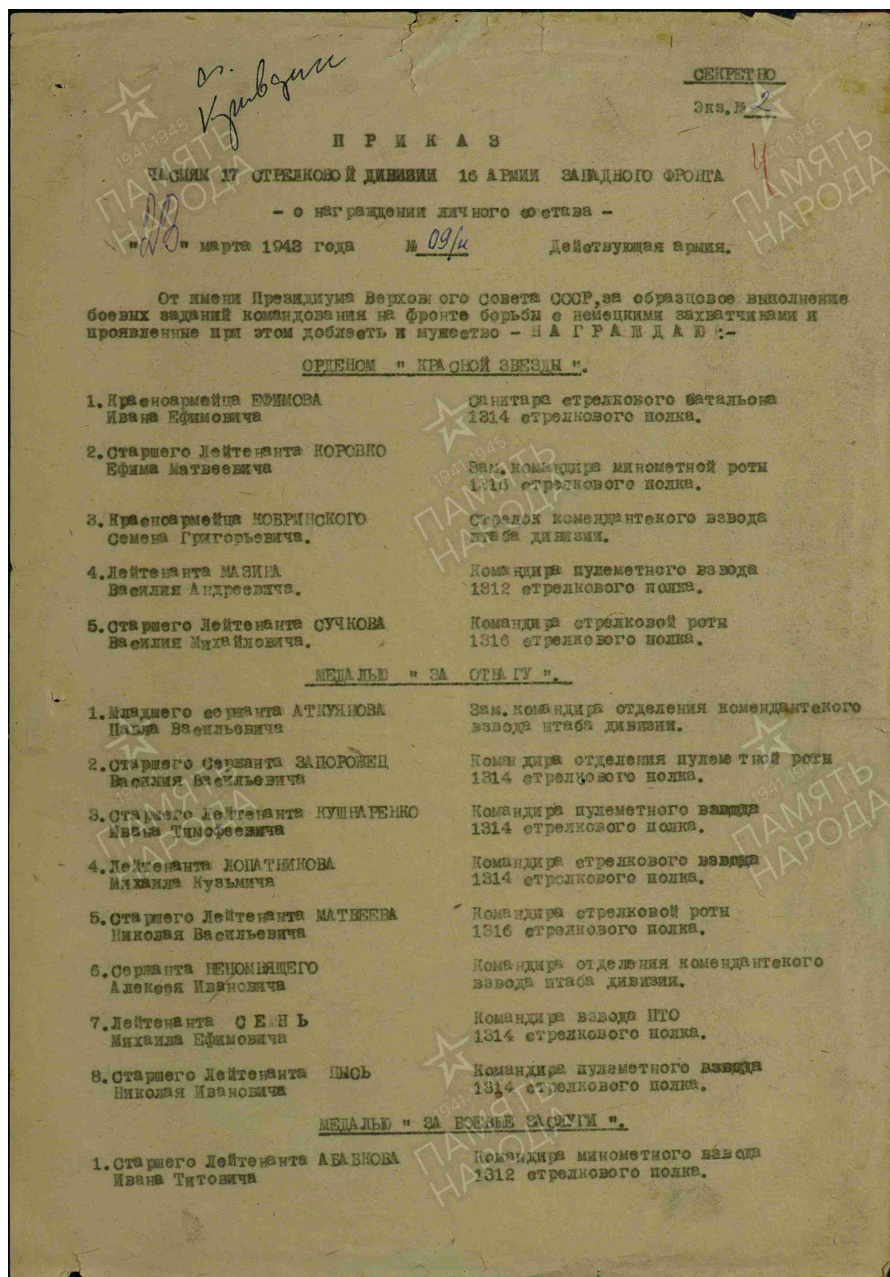 СЕКРЕТНО
Экз.№ 2
4
П Р И К А З
ЧАСТЯМ 17 СТРЕЛКОВОЙ ДИВИЗИИ 16 АРМИИ ЗАПАДНОГО ФРОНТА
- о награждении личного состава -
"28" марта 1943 года № 09/н Действующая армия.
От имени Президиума Верховного Совета СССР, за образцовое выполнение
боевых заданий командования на фронте борьбы с немецкими захватчинами и
проявленные при этом доблесть и мужество - Н А Г Р А Ж Д А Ю :-
ОРДЕНОМ " КРАСНОЙ ЗВЕЗДЫ ".
1.Красноармейца ЕФИМОВА Санитара стрелкового батальона
Ивана Ефимовича 1314 стрелкового полка.
2.Старшего Лейтенанта КОРОВКО
Ефима Матвеевича Зам.командира минометной роты
1316 стрелкового полка.
3.Красноармейца КОБРИНСКОГО Стрелок комендантского взвода
Семена Григорьевича. штаба дивизии.
4.Лейтенанта МАЗИНА Командира пулеметного взвода
Василия Андреевича. 1312 стрелкового полка.
5.Старшего Лейтенанта СУЧКОВА Командира стрелковой роты
Василия Михайловича. 1316 стрелкового полка.
МЕДАЛЬЮ " ЗА ОТВАГУ ".
1.Младшего сержанта АТКУЯНОВА Зам.командира отделения комендантского
Павла Васильевича взвода штаба дивизии.
2.Старшего Сержанта ЗАПОРОЖЕЦ Командира отделения пулеметной роты
Василия Васильевича 1314 стрелкового полка.
3.Старшего Лейтенанта КУШНАРЕНКО Командира пулеметного взвода
Ивана Тимофеевича 1314 стрелкового полка.
4.Лейтенанта ЛОПАТНИКОВА Командира стрелкового взвода
Михаила Кузьмича 1314 стрелкового полка.
5.Старшего Лейтенанта МАТВЕЕВА Командира стрелковой роты
Николая Васильевича 1316 стрелкового полка.
6.Сержанта НЕПОМНЯЩЕГО Командира отделения комендантского
Алексея Ивановича взвода штаба дивизии.
7.Лейтенанта С Е Н Ь Командира взвода ПТО
Михаила Ефимовича 1314 стрелкового полка.
8.Старшего Лейтенанта ЦЫСЬ Командира пулеметного взвода
Николая Ивановича 1314 стрелкового полка.
МЕДАЛЬЮ " ЗА БОЕВЫЕ ЗАСЛУГИ ".
1.Старшего Лейтенанта АБАБКОВА Командира минометного взвода
Ивана Титовича 1312 стрелкового полка.
1941-1945
ПАМЯТЬ
НАРОДА